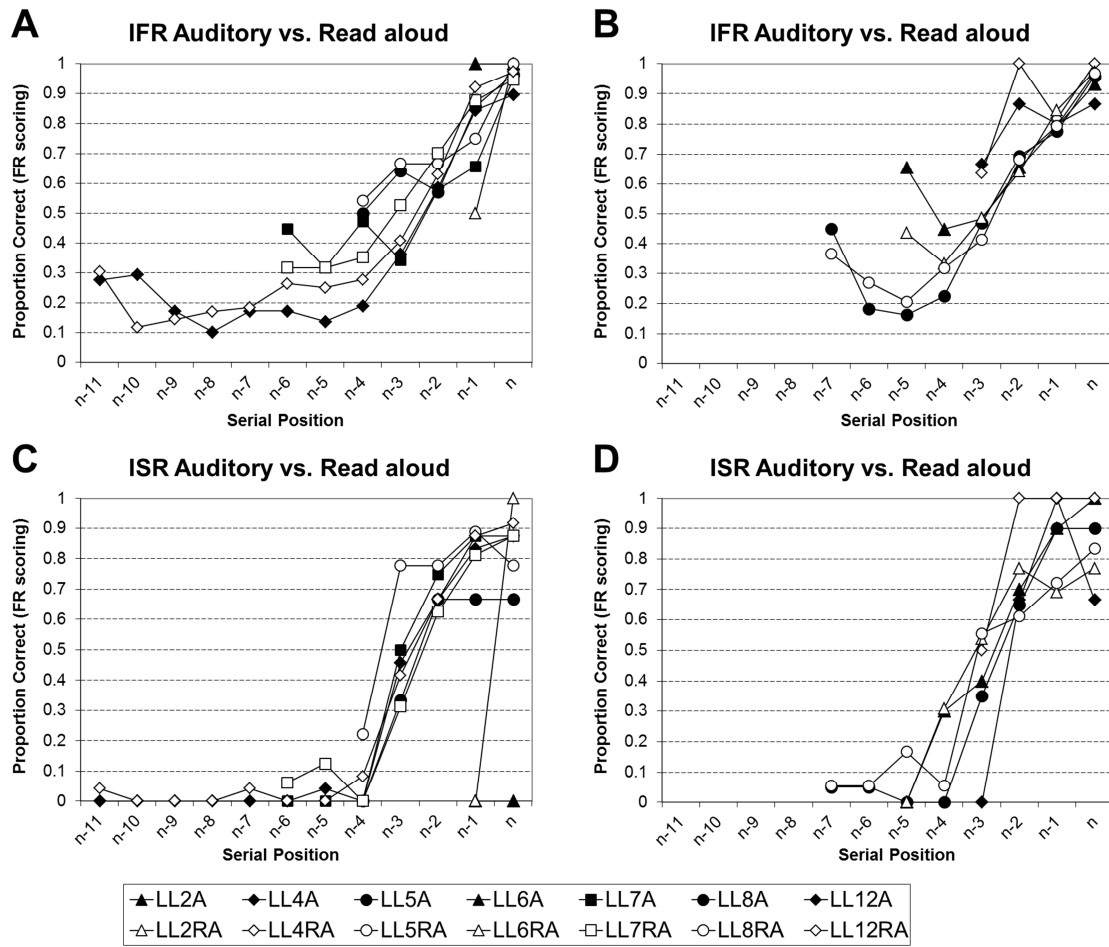 A
IFR Auditory vs. Read aloud
Proportion Correct (FR scoring)
1
0.9
0.8
0.7
0.6
0.5
0.4
0.3
0.2
0.1
0
n-11 n-10 n-9 n-8 n-7 n-6 n-5 n-4 n-3 n-2 n-1 n
Serial Position
B
IFR Auditory vs. Read aloud
Proportion Correct (FR scoring)
1
0.9
0.8
0.7
0.6
0.5
0.4
0.3
0.2
0.1
0
n-11 n-10 n-9 n-8 n-7 n-6 n-5 n-4 n-3 n-2 n-1 n
Serial Position
C
ISR Auditory vs. Read aloud
Proportion Correct (FR scoring)
1
0.9
0.8
0.7
0.6
0.5
0.4
0.3
0.2
0.1
0
n-11 n-10 n-9 n-8 n-7 n-6 n-5 n-4 n-3 n-2 n-1 n
Serial Position
D
ISR Auditory vs. Read aloud
Proportion Correct (FR scoring)
1
0.9
0.8
0.7
0.6
0.5
0.4
0.3
0.2
0.1
0
n-11 n-10 n-9 n-8 n-7 n-6 n-5 n-4 n-3 n-2 n-1 n
Serial Position
LL2A LL4A LL5A LL6A LL7A LL8A LL12A
LL2RA LL4RA LL5RA LL6RA LL7RA LL8RA LL12RA